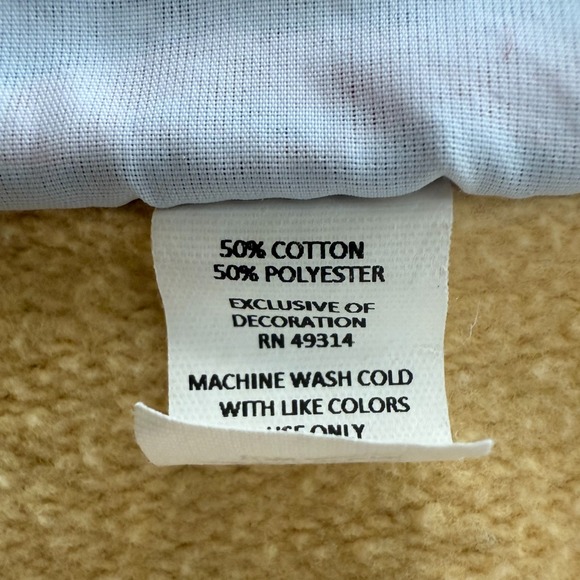 50% COTTON
50% POLYESTER
EXCLUSIVE OF
DECORATION
RN 49314
MACHINE WASH COLD
WITH LIKE COLORS
USE ONLY